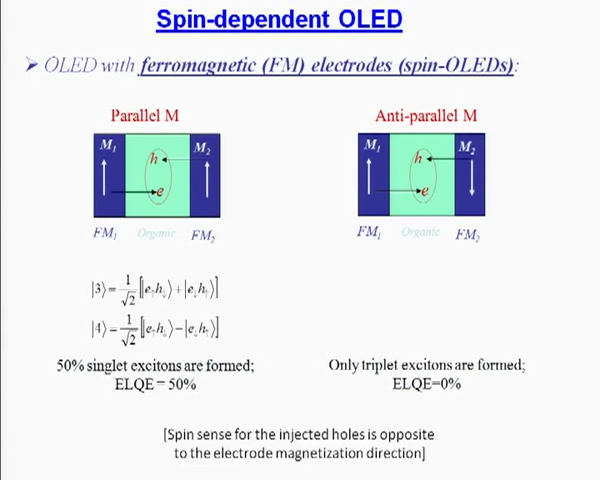 Spin-dependent OLED
➢ OLED with ferromagnetic (FM) electrodes (spin-OLEDs):
Parallel M
Anti-parallel M
M₁ h M₂
e
M₁ h M₂
e
FM₁ Organic FM₂
FM₁ Organic FM₂
|3⟩= 1/√2 [|e↑h↓⟩+|e↓h↑⟩]
|4⟩= 1/√2 [|e↑h↓⟩−|e↓h↑⟩]
50% singlet excitons are formed;
ELQE = 50%
Only triplet excitons are formed;
ELQE=0%
[Spin sense for the injected holes is opposite
to the electrode magnetization direction]